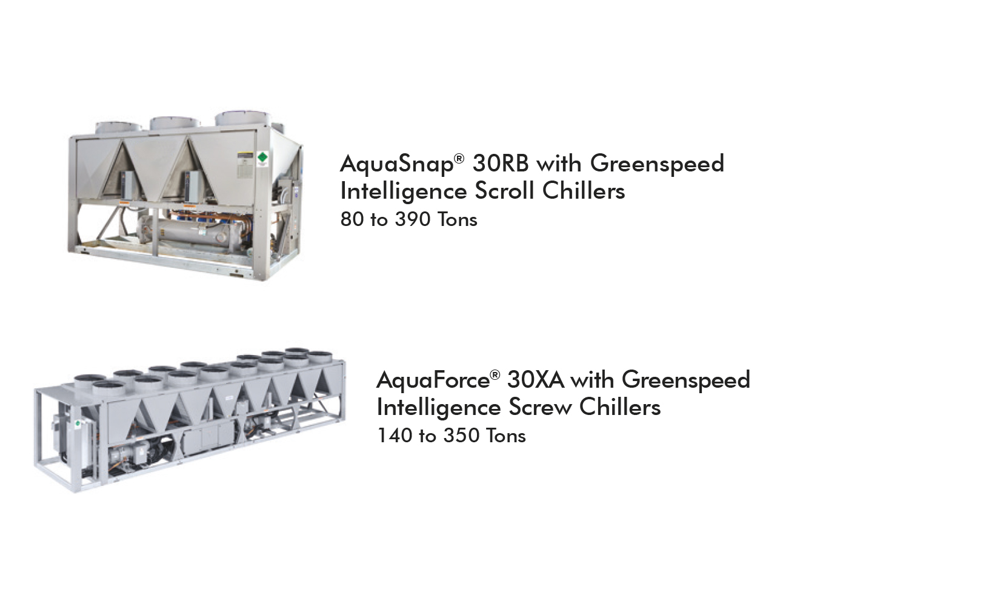 AquaSnap® 30RB with Greenspeed
Intelligence Scroll Chillers
80 to 390 Tons
AquaForce® 30XA with Greenspeed
Intelligence Screw Chillers
140 to 350 Tons